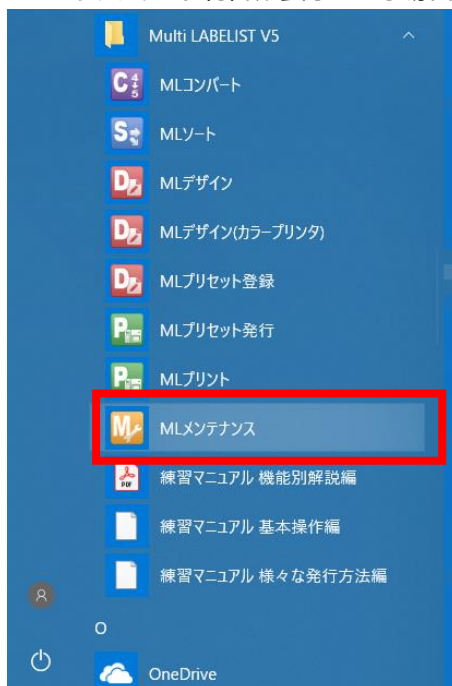 Multi LABELIST V5
MLコンバート
MLソート
MLデザイン
MLデザイン(カラープリンタ)
MLプリセット登録
MLプリセット発行
MLプリント
MLメンテナンス
練習マニュアル 機能別解説編
練習マニュアル 基本操作編
練習マニュアル 様々な発行方法編
O
OneDrive